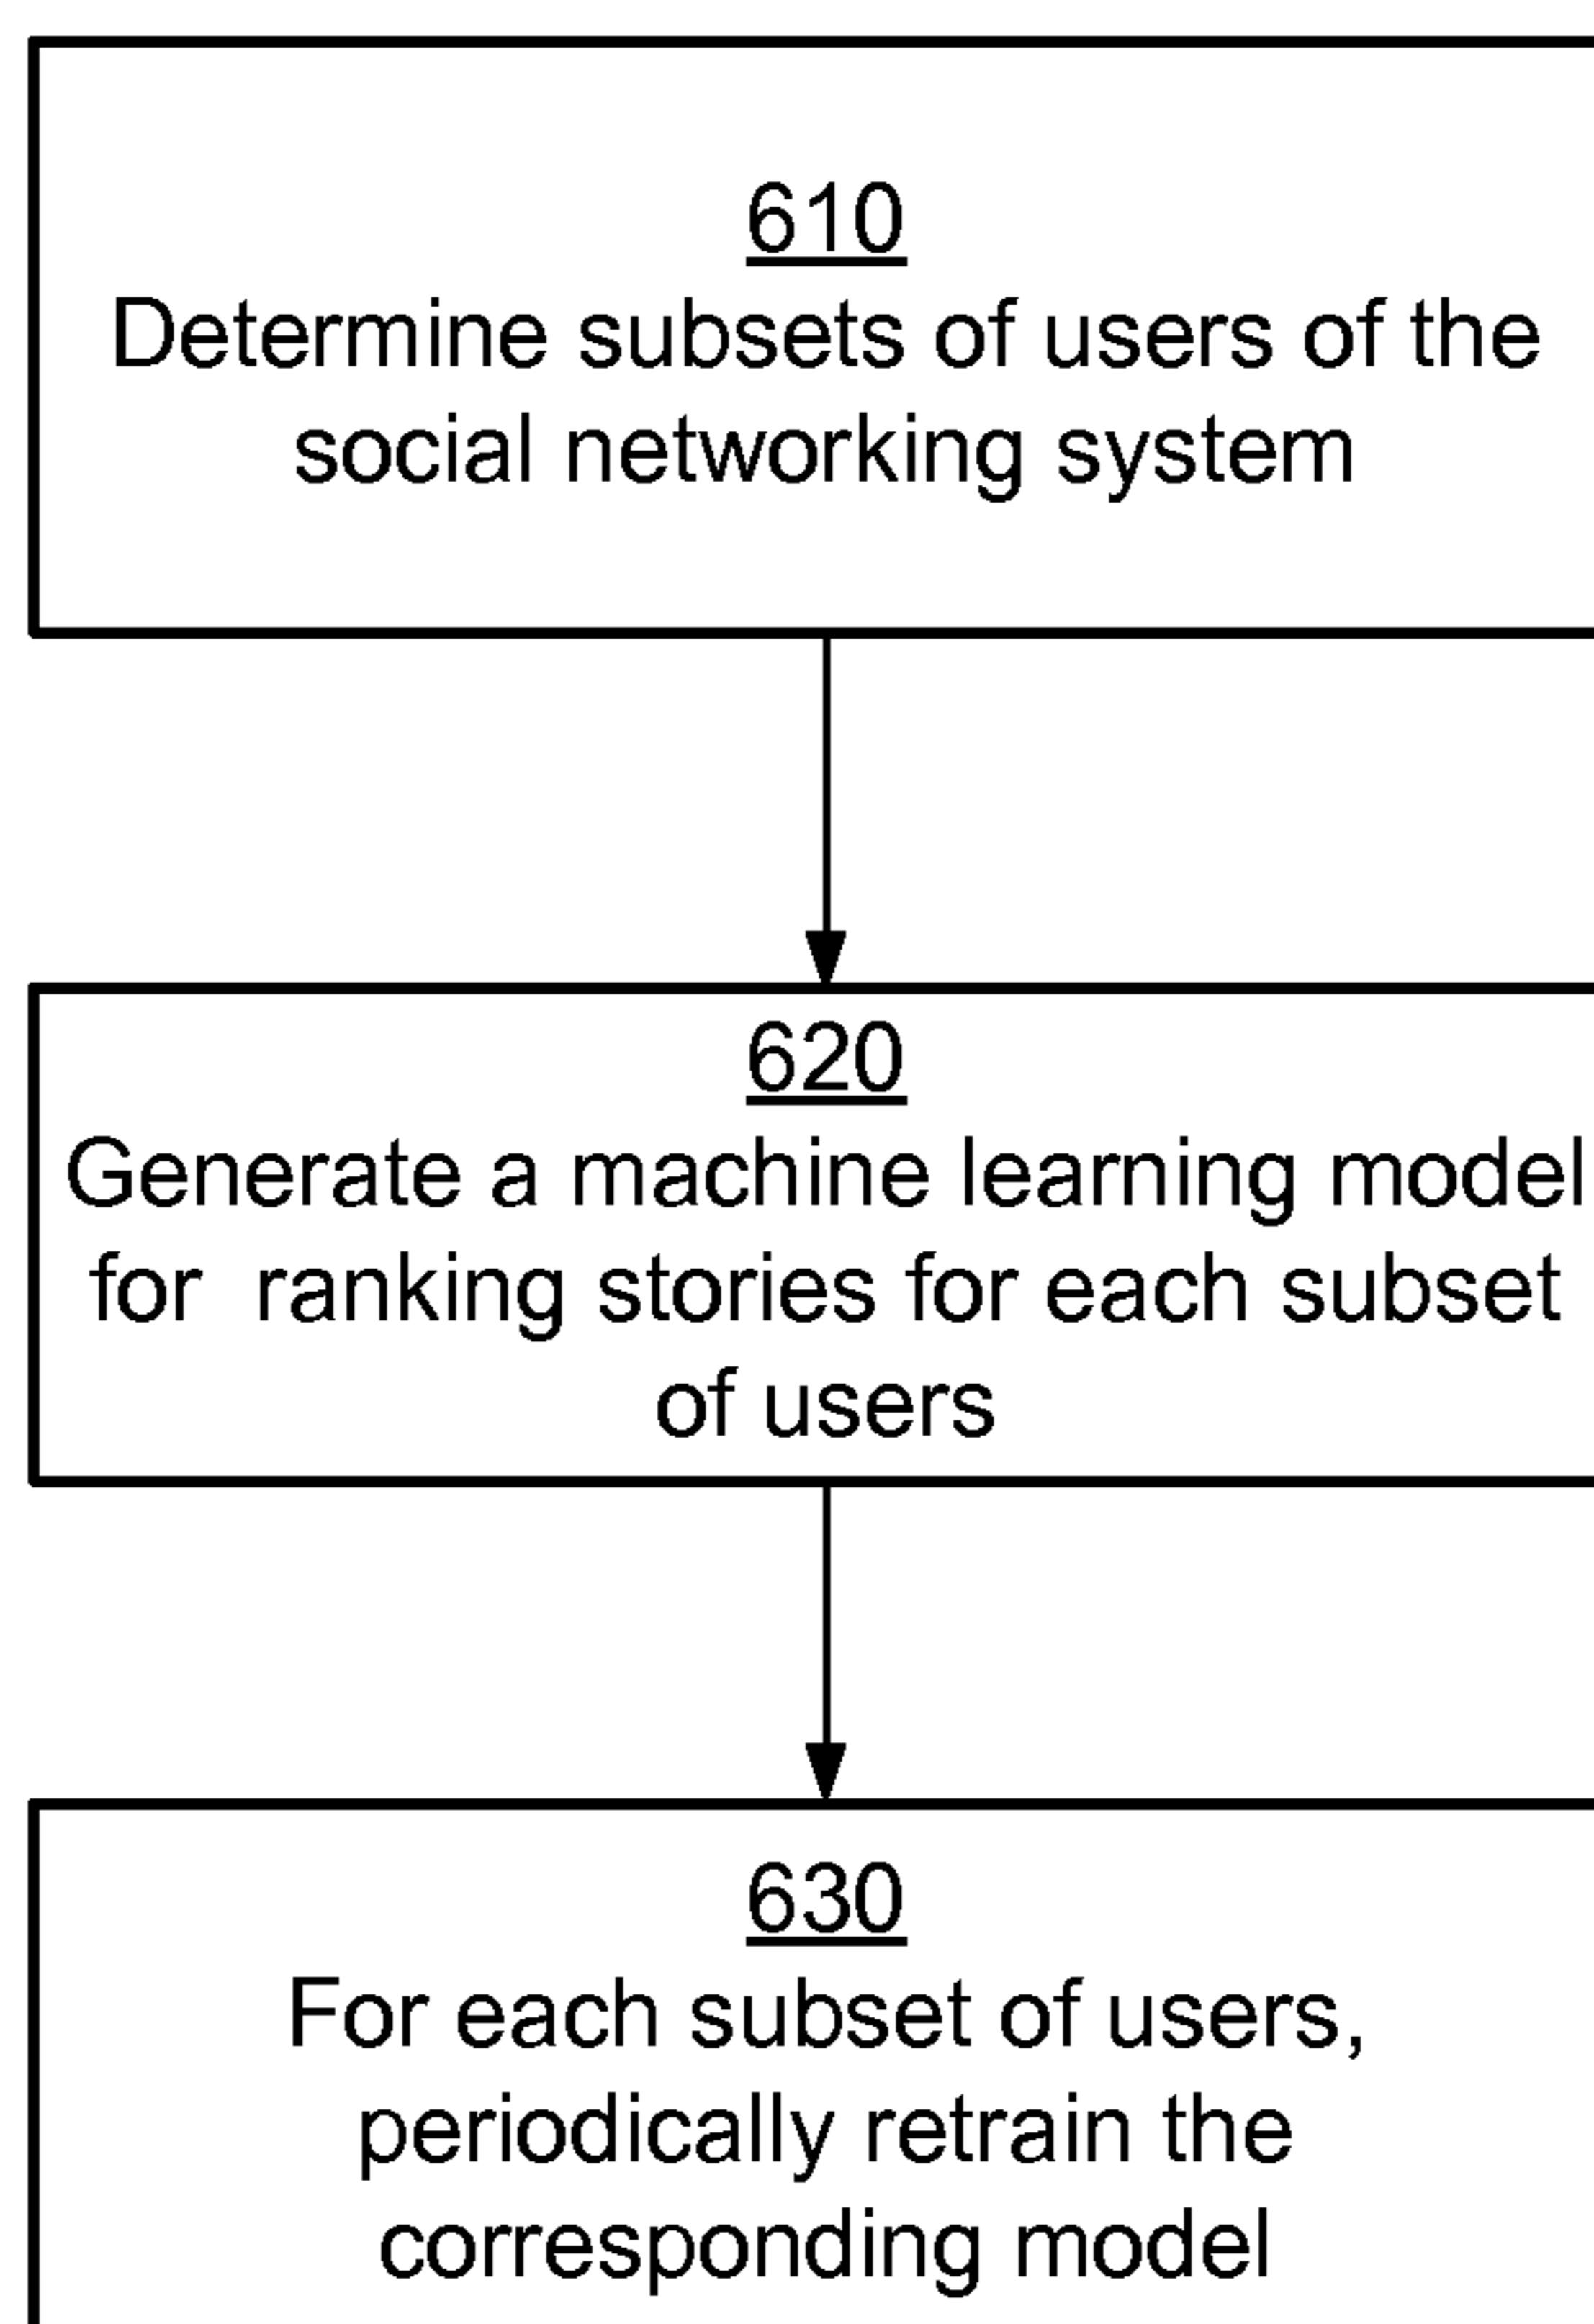 610
Determine subsets of users of the
social networking system
620
Generate a machine learning model
for ranking stories for each subset
of users
630
For each subset of users,
periodically retrain the
corresponding model